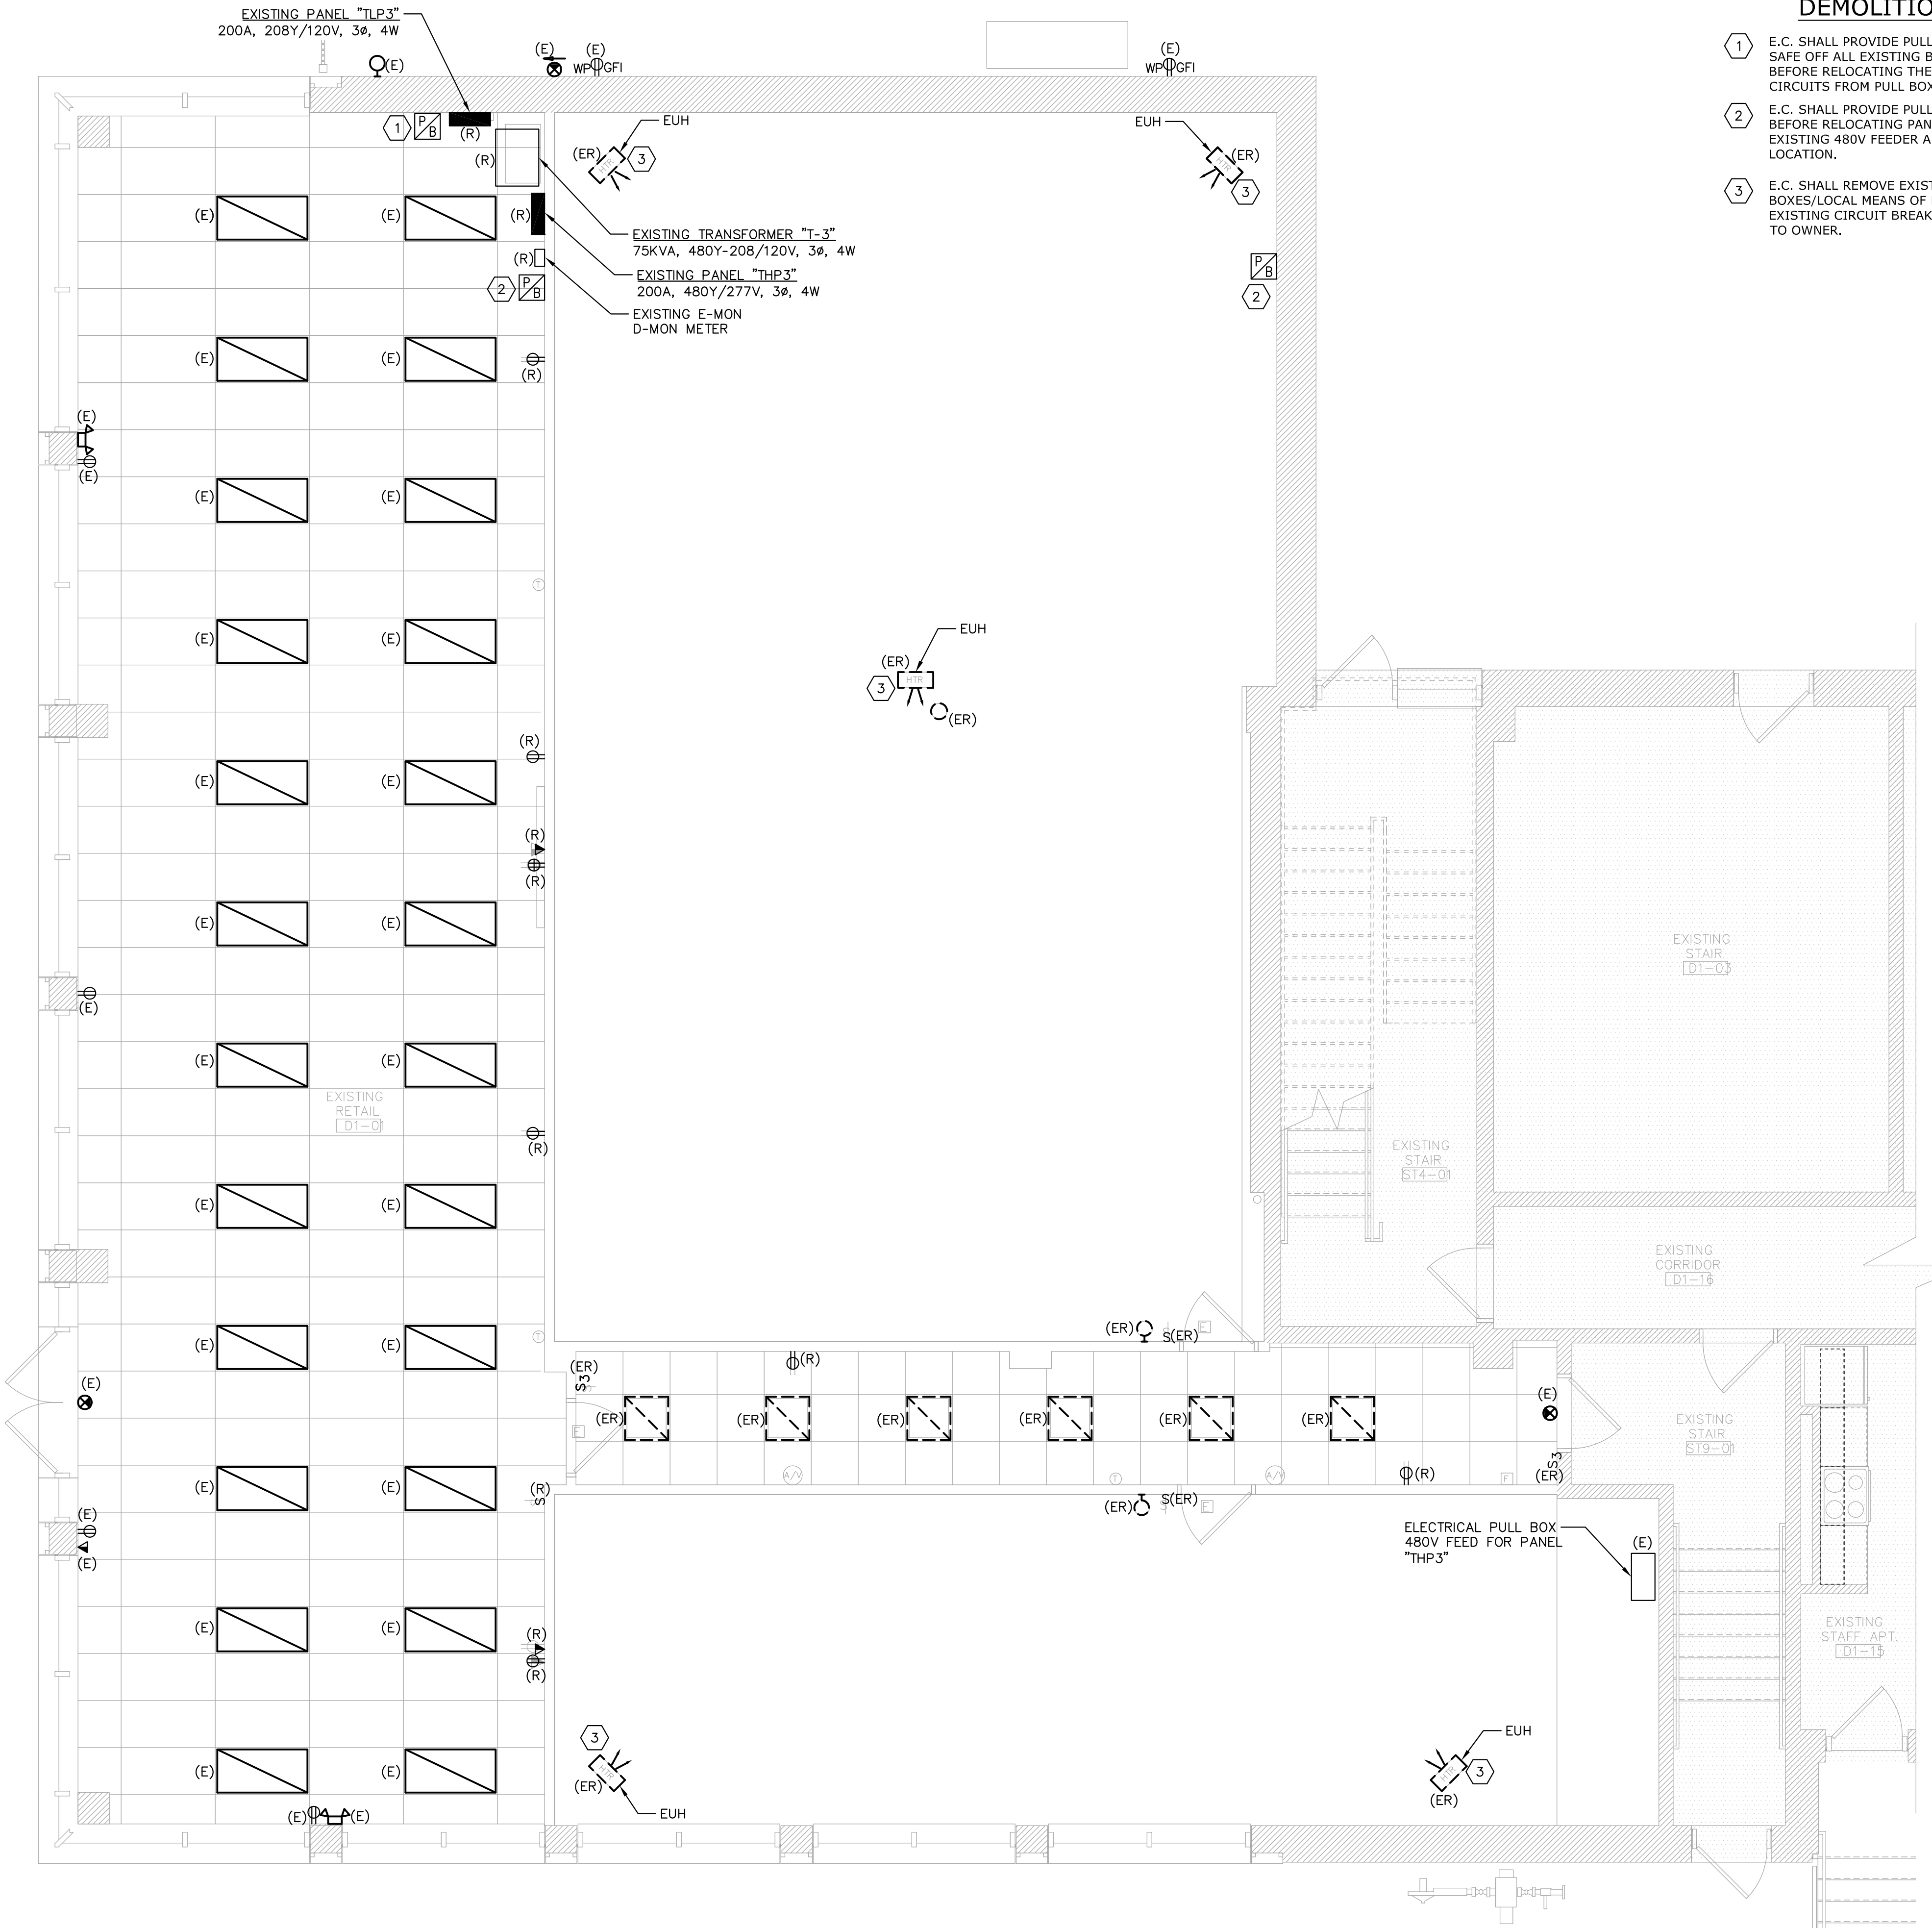 DEMOLITIO
1
E.C. SHALL PROVIDE PULL
SAFE OFF ALL EXISTING B
BEFORE RELOCATING THE
CIRCUITS FROM PULL BOX
2
E.C. SHALL PROVIDE PULL
BEFORE RELOCATING PAN
EXISTING 480V FEEDER A
LOCATION.
3
E.C. SHALL REMOVE EXIST
BOXES/LOCAL MEANS OF
EXISTING CIRCUIT BREAK
TO OWNER.
EXISTING PANEL "TLP3"
200A, 208Y/120V, 3ø, 4W
(E)
(E)
(E)
WP GFI
(E)
WP GFI
1
P/B
(R)
(R)
EUH
(ER)
HTR
3
EUH
(ER)
HTR
3
(E)
(E)
(R)
EXISTING TRANSFORMER "T-3"
75KVA, 480Y-208/120V, 3ø, 4W
(R)
EXISTING PANEL "THP3"
200A, 480Y/277V, 3ø, 4W
2
P/B
P/B
2
EXISTING E-MON
D-MON METER
(E)
(E)
(R)
(E)
(E)
(E)
(E)
T
(E)
(E)
EUH
(ER)
HTR
3
(ER)
(R)
(E)
(E)
(R)
(R)
(E)
(E)
EXISTING
STAIR
D1-03
(E)
(E)
(E)
EXISTING
RETAIL
D1-01
(R)
EXISTING
STAIR
ST4-01
(E)
(E)
EXISTING
CORRIDOR
D1-16
(E)
(E)
T
(ER)
S(ER)
F
(ER)
S3
(R)
(E)
(ER)
(ER)
(ER)
(ER)
(ER)
(ER)
(E)
F
EXISTING
STAIR
ST9-01
S3
(ER)
A/V
T
A/V
(R)
F
(E)
(E)
(R)
S
(ER)
S(ER)
F
(E)
(E)
ELECTRICAL PULL BOX
480V FEED FOR PANEL
"THP3"
(E)
(E)
(E)
(R)
(R)
EXISTING
STAFF APT.
D1-15
3
HTR
(ER)
EUH
EUH
HTR
3
(ER)
(E)
(E)
(E)
(E)